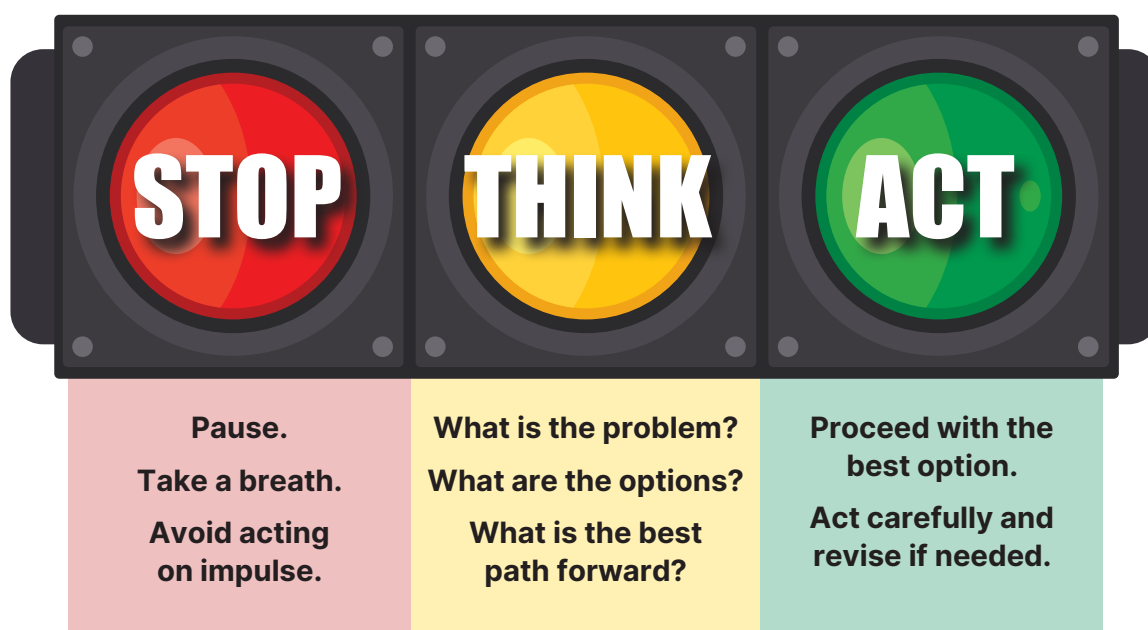 STOP
Pause.
Take a breath.
Avoid acting
on impulse.
THINK
What is the problem?
What are the options?
What is the best
path forward?
ACT
Proceed with the
best option.
Act carefully and
revise if needed.